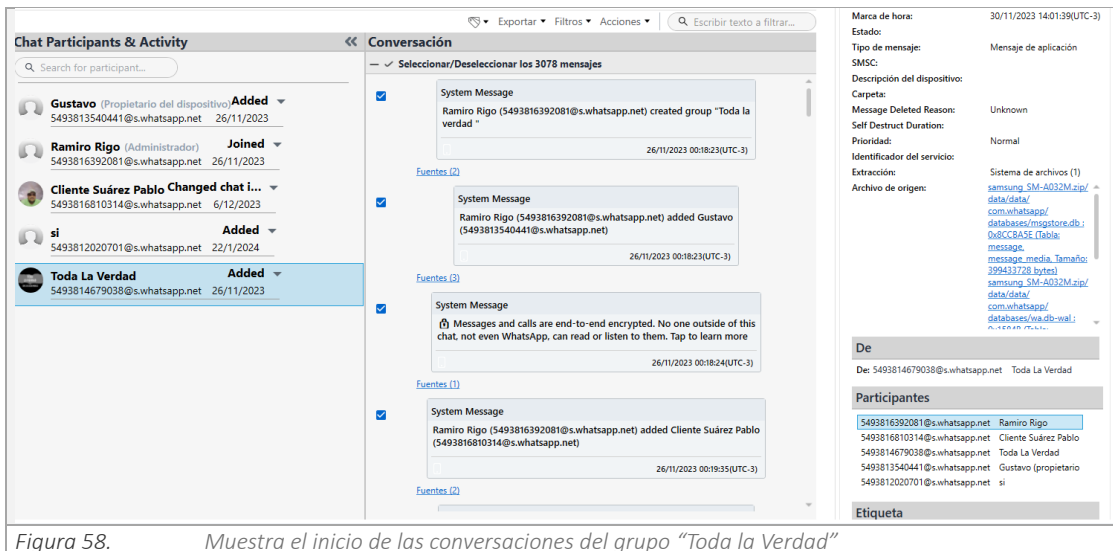 Exportar Filtros Acciones Escribir texto a filtrar...
Chat Participants & Activity
Search for participant...
Gustavo (Propietario del dispositivo) Added
5493813540441@s.whatsapp.net 26/11/2023
Ramiro Rigo (Administrador) Joined
5493816392081@s.whatsapp.net 26/11/2023
Cliente Suárez Pablo Changed chat i...
5493816810314@s.whatsapp.net 6/12/2023
si Added
5493812020701@s.whatsapp.net 22/1/2024
Toda La Verdad Added
5493814679038@s.whatsapp.net 26/11/2023
Conversación
Seleccionar/Deseleccionar los 3078 mensajes
System Message
Ramiro Rigo (5493816392081@s.whatsapp.net) created group "Toda la
verdad "
26/11/2023 00:18:23(UTC-3)
Fuentes (2)
System Message
Ramiro Rigo (5493816392081@s.whatsapp.net) added Gustavo
(5493813540441@s.whatsapp.net)
26/11/2023 00:18:23(UTC-3)
Fuentes (3)
System Message
Messages and calls are end-to-end encrypted. No one outside of this
chat, not even WhatsApp, can read or listen to them. Tap to learn more
26/11/2023 00:18:24(UTC-3)
Fuentes (1)
System Message
Ramiro Rigo (5493816392081@s.whatsapp.net) added Cliente Suárez Pablo
(5493816810314@s.whatsapp.net)
26/11/2023 00:19:35(UTC-3)
Fuentes (2)
Marca de hora: 30/11/2023 14:01:39(UTC-3)
Estado:
Tipo de mensaje: Mensaje de aplicación
SMSC:
Descripción del dispositivo:
Carpeta:
Message Deleted Reason: Unknown
Self Destruct Duration:
Prioridad: Normal
Identificador del servicio:
Extracción: Sistema de archivos (1)
Archivo de origen: samsung_SM-A032M.zip/
data/data/
com.whatsapp/
databases/msgstore.db :
0x8CCBA5E (Tabla:
message,
message_media, Tamaño:
399433728 bytes)
samsung_SM-A032M.zip/
data/data/
com.whatsapp/
databases/wa.db-wal :
De
De: 5493814679038@s.whatsapp.net Toda La Verdad
Participantes
5493816392081@s.whatsapp.net Ramiro Rigo
5493816810314@s.whatsapp.net Cliente Suárez Pablo
5493814679038@s.whatsapp.net Toda La Verdad
5493813540441@s.whatsapp.net Gustavo (propietario
5493812020701@s.whatsapp.net si
Etiqueta
Figura 58. Muestra el inicio de las conversaciones del grupo “Toda la Verdad”